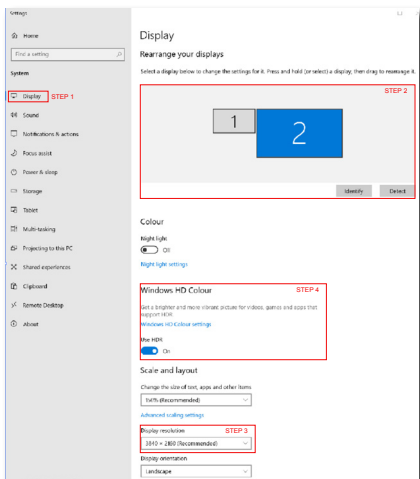 Settings
Home
Find a setting
System
Display STEP 1
Sound
Notifications & actions
Focus assist
Power & sleep
Storage
Tablet
Multi-tasking
Projecting to this PC
Shared experiences
Clipboard
Remote Desktop
About
Display
Rearrange your displays
Select a display below to change the settings for it. Press and hold (or select) a display, then drag to rearrange it.
STEP 2
1
2
Identify Detect
Colour
Night light
Off
Night light settings
Windows HD Colour STEP 4
Get a brighter and more vibrant picture for videos, games and apps that
support HDR.
Windows HD Colour settings
Use HDR
On
Scale and layout
Change the size of text, apps and other items
(Recommended)
Advanced scaling settings
Display resolution STEP 3
3840 × 2160 (Recommended)
Display orientation
Landscape